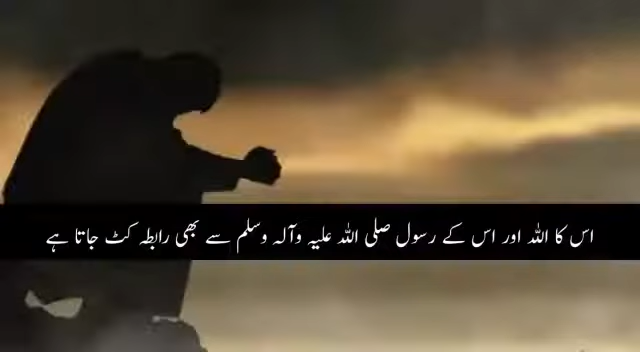 اس کا اللہ اور اس کے رسول صلی اللہ علیہ وآلہ وسلم سے بھی رابطہ کٹ جاتا ہے